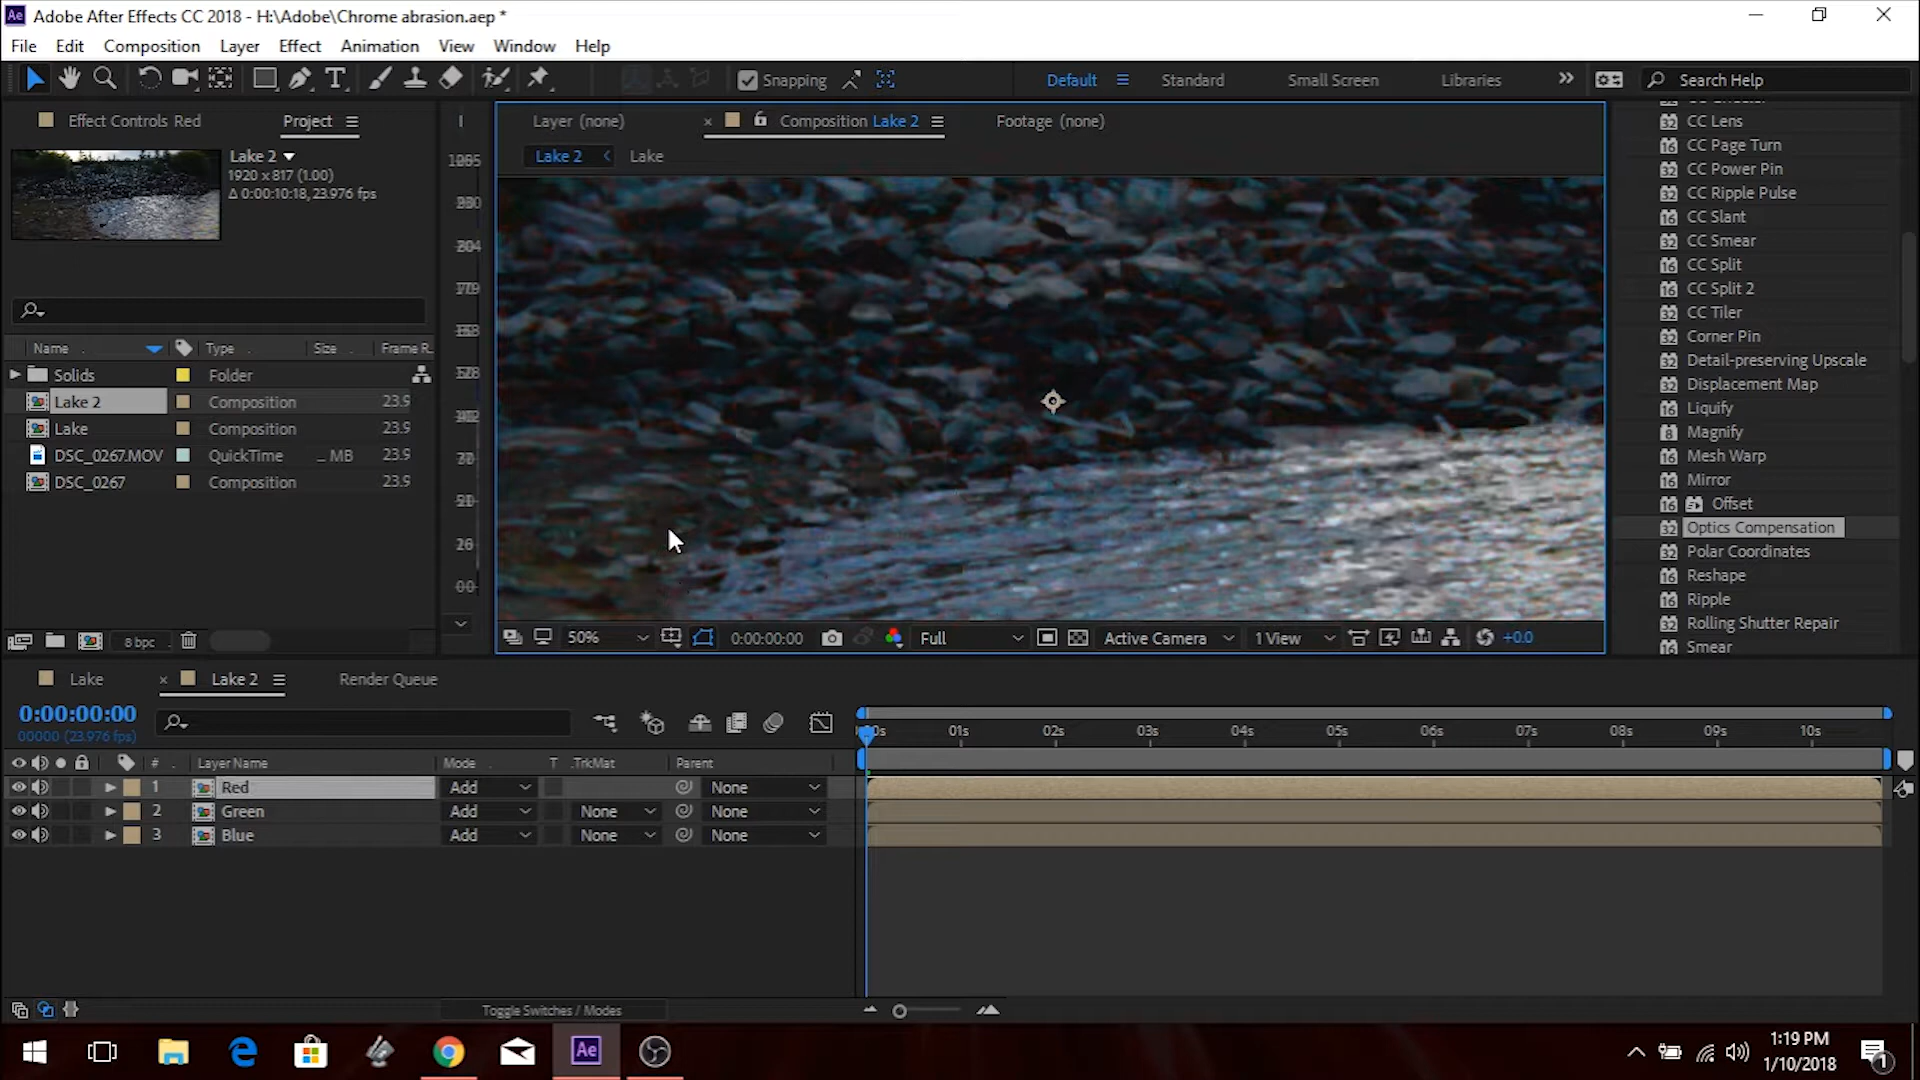 Ae Adobe After Effects CC 2018 - H:\Adobe\Chrome abrasion.aep *
File Edit Composition Layer Effect Animation View Window Help
Snapping Default Standard Small Screen Libraries Search Help
Effect Controls Red Project
Layer (none) Composition Lake 2 Footage (none)
Lake 2 Lake
Lake 2
1920 x 817 (1.00)
Δ 0:00:10:18, 23.976 fps
Name Type Size Frame R..
Solids Folder
Lake 2 Composition 23.9
Lake Composition 23.9
DSC_0267.MOV QuickTime ... MB 23.9
DSC_0267 Composition 23.9
8 bpc
CC Lens
CC Page Turn
CC Power Pin
CC Ripple Pulse
CC Slant
CC Smear
CC Split
CC Split 2
CC Tiler
Corner Pin
Detail-preserving Upscale
Displacement Map
Liquify
Magnify
Mesh Warp
Mirror
Offset
Optics Compensation
Polar Coordinates
Reshape
Ripple
Rolling Shutter Repair
Smear
50% 0:00:00:00 Full Active Camera 1 View +0.0
Lake Lake 2 Render Queue
0:00:00:00
00000 (23.976 fps)
01s 02s 03s 04s 05s 06s 07s 08s 09s 10s
# Layer Name Mode T .TrkMat Parent
1 Red Add None
2 Green Add None None
3 Blue Add None None
Toggle Switches / Modes
Ae
1:19 PM
1/10/2018
1